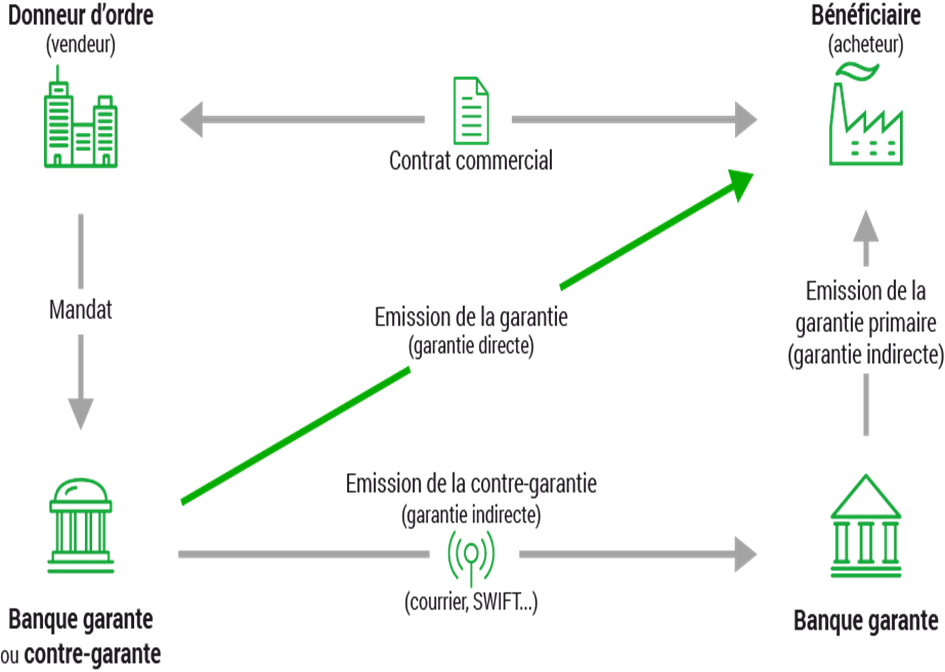 Donneur d'ordre
(vendeur)
Bénéficiaire
(acheteur)
Contrat commercial
Mandat
Emission de la garantie
(garantie directe)
Emission de la
garantie primaire
(garantie indirecte)
Emission de la contre-garantie
(garantie indirecte)
(courrier, SWIFT...)
Banque garante
ou contre-garante
Banque garante